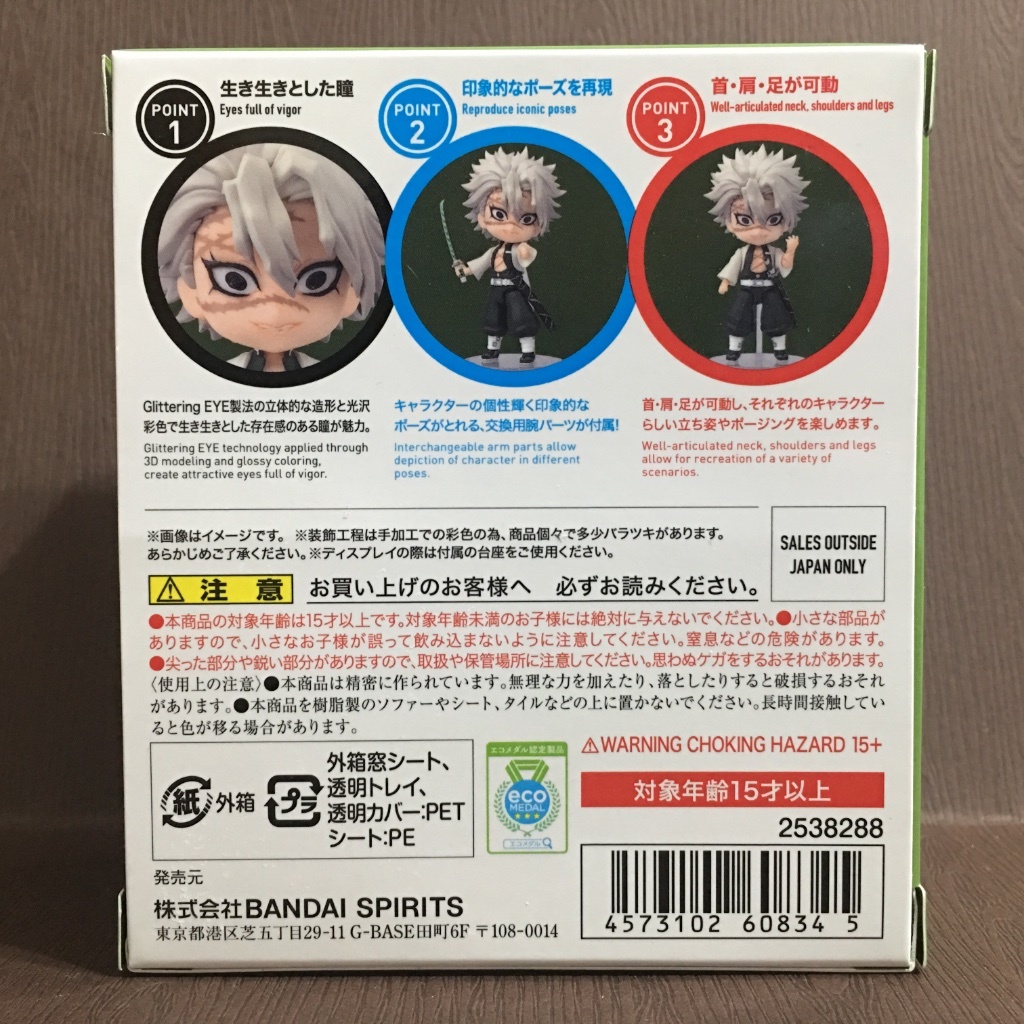 POINT
1
生き生きとした瞳
Eyes full of vigor
POINT
2
印象的なポーズを再現
Reproduce iconic poses
POINT
3
首・肩・足が可動
Well-articulated neck, shoulders and legs
Glittering EYE製法の立体的な造形と光沢
彩色で生き生きとした存在感のある瞳が魅力。
Glittering EYE technology applied through
3D modeling and glossy coloring,
create attractive eyes full of vigor.
キャラクターの個性輝く印象的な
ポーズがとれる、交換用腕パーツが付属!
Interchangeable arm parts allow
depiction of character in different
poses.
首・肩・足が可動し、それぞれのキャラクター
らしい立ち姿やポージングを楽しめます。
Well-articulated neck, shoulders and legs
allow for recreation of a variety of
scenarios.
※画像はイメージです。 ※装飾工程は手加工での彩色の為、商品個々で多少バラツキがあります。
あらかじめご了承ください。※ディスプレイの際は付属の台座をご使用ください。
SALES OUTSIDE
JAPAN ONLY
⚠注意 お買い上げのお客様へ 必ずお読みください。
●本商品の対象年齢は15才以上です。対象年齢未満のお子様には絶対に与えないでください。●小さな部品が
ありますので、小さなお子様が誤って飲み込まないように注意してください。窒息などの危険があります。
●尖った部分や鋭い部分がありますので、取扱や保管場所に注意してください。思わぬケガをするおそれがあります。
〈使用上の注意〉●本商品は精密に作られています。無理な力を加えたり、落としたりすると破損するおそれ
があります。●本商品を樹脂製のソファーやシート、タイルなどの上に置かないでください。長時間接触してい
ると色が移る場合があります。
紙 外箱
プラ
外箱窓シート、
透明トレイ、
透明カバー:PET
シート:PE
エコメダル認定製品
eco
MEDAL
エコメダル
⚠WARNING CHOKING HAZARD 15+
対象年齢15才以上
2538288
4573102 60834 5
発売元
株式会社BANDAI SPIRITS
東京都港区芝五丁目29-11 G-BASE田町6F 〒108-0014